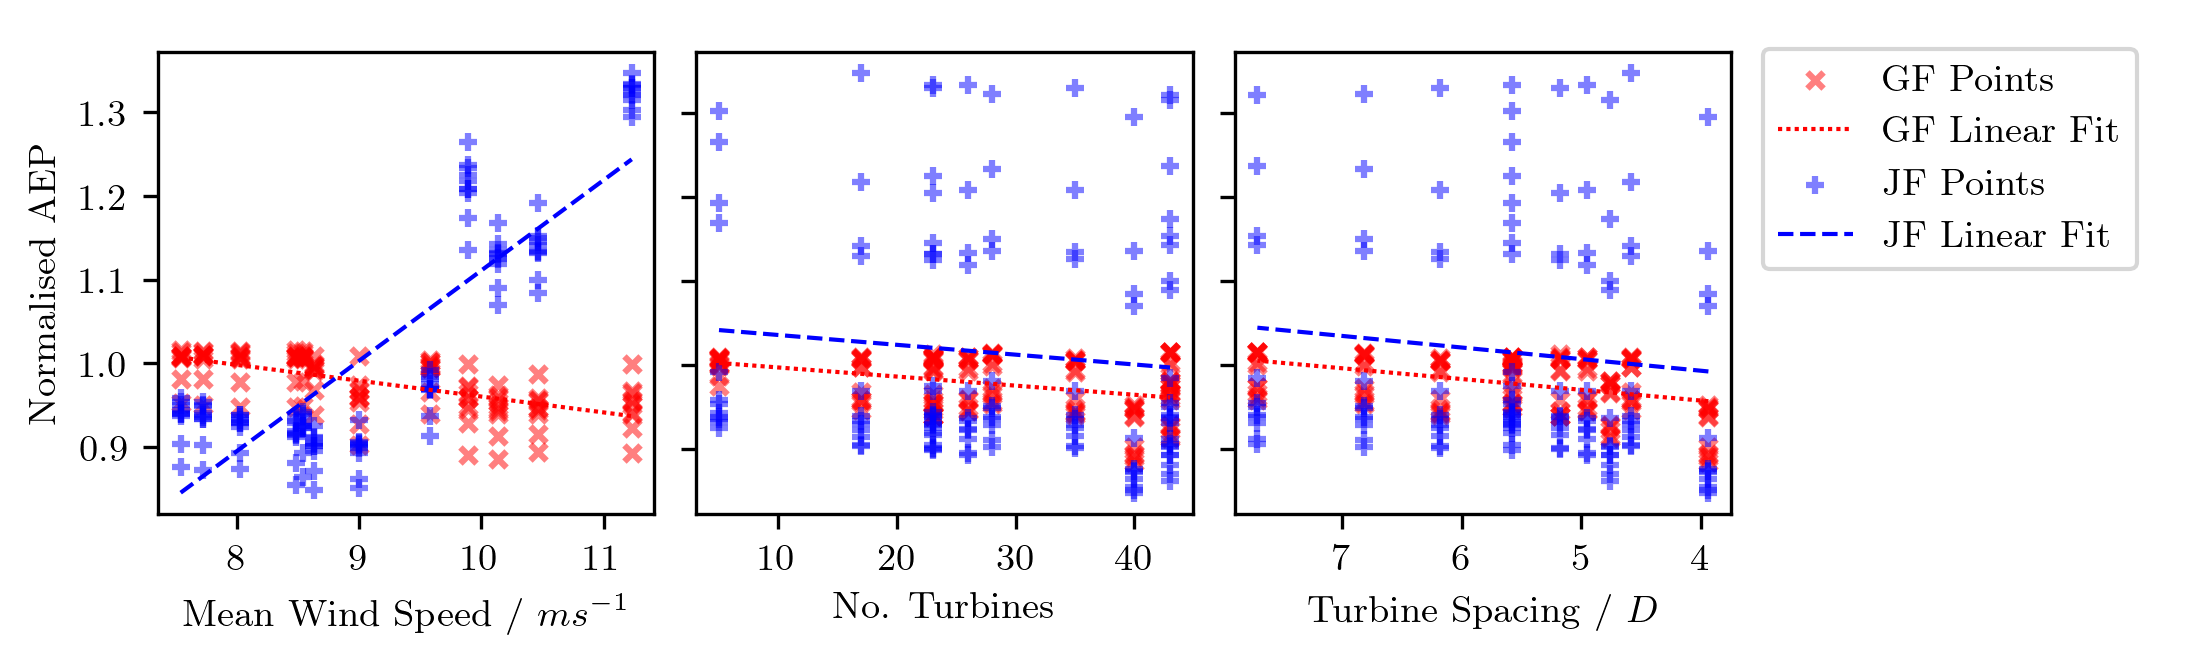 Normalised AEP
1.3
1.2
1.1
1.0
0.9
8 9 10 11
Mean Wind Speed / ms⁻¹
10 20 30 40
No. Turbines
7 6 5 4
Turbine Spacing / D
GF Points
GF Linear Fit
JF Points
JF Linear Fit